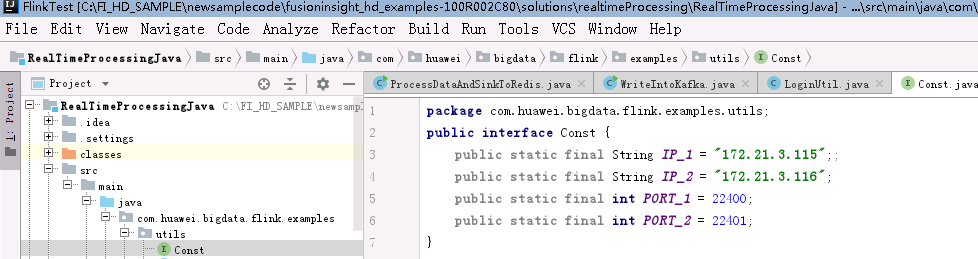 FlinkTest [C:\FI_HD_SAMPLE\newsamplecode\fusioninsight_hd_examples-100R002C80\solutions\realtimeProcessing\RealTimeProcessingJava] - ...\src\main\java\com\
File Edit View Navigate Code Analyze Refactor Build Run Tools VCS Window Help
RealTimeProcessingJava src main java com huawei bigdata flink examples utils Const
1: Project
Project
ProcessDataAndSinkToRedis.java WriteIntoKafka.java LoginUtil.java Const.java
RealTimeProcessingJava C:\FI_HD_SAMPLE\newsamp
.idea
.settings
classes
src
main
java
com.huawei.bigdata.flink.examples
utils
Const
1 package com.huawei.bigdata.flink.examples.utils;
2 public interface Const {
3 public static final String IP_1 = "172.21.3.115";;
4 public static final String IP_2 = "172.21.3.116";
5 public static final int PORT_1 = 22400;
6 public static final int PORT_2 = 22401;
7 }